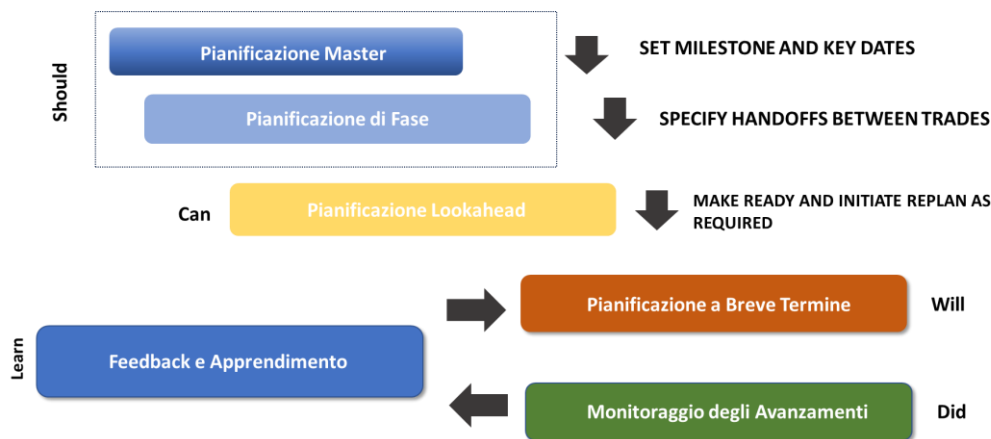 Should
Pianificazione Master
SET MILESTONE AND KEY DATES
Pianificazione di Fase
SPECIFY HANDOFFS BETWEEN TRADES
Can
Pianificazione Lookahead
MAKE READY AND INITIATE REPLAN AS
REQUIRED
Pianificazione a Breve Termine
Will
Learn
Feedback e Apprendimento
Monitoraggio degli Avanzamenti
Did